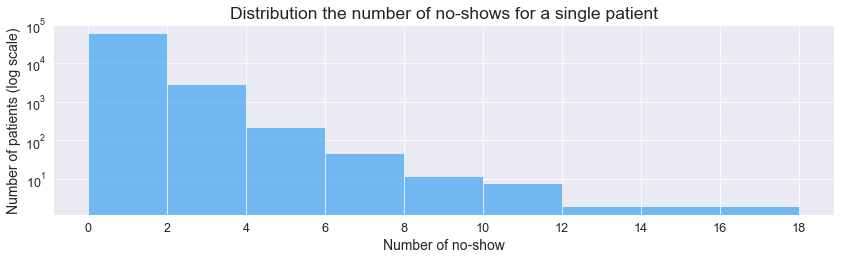 Distribution the number of no-shows for a single patient
Number of patients (log scale)
10^5
10^4
10^3
10^2
10^1
0 2 4 6 8 10 12 14 16 18
Number of no-show